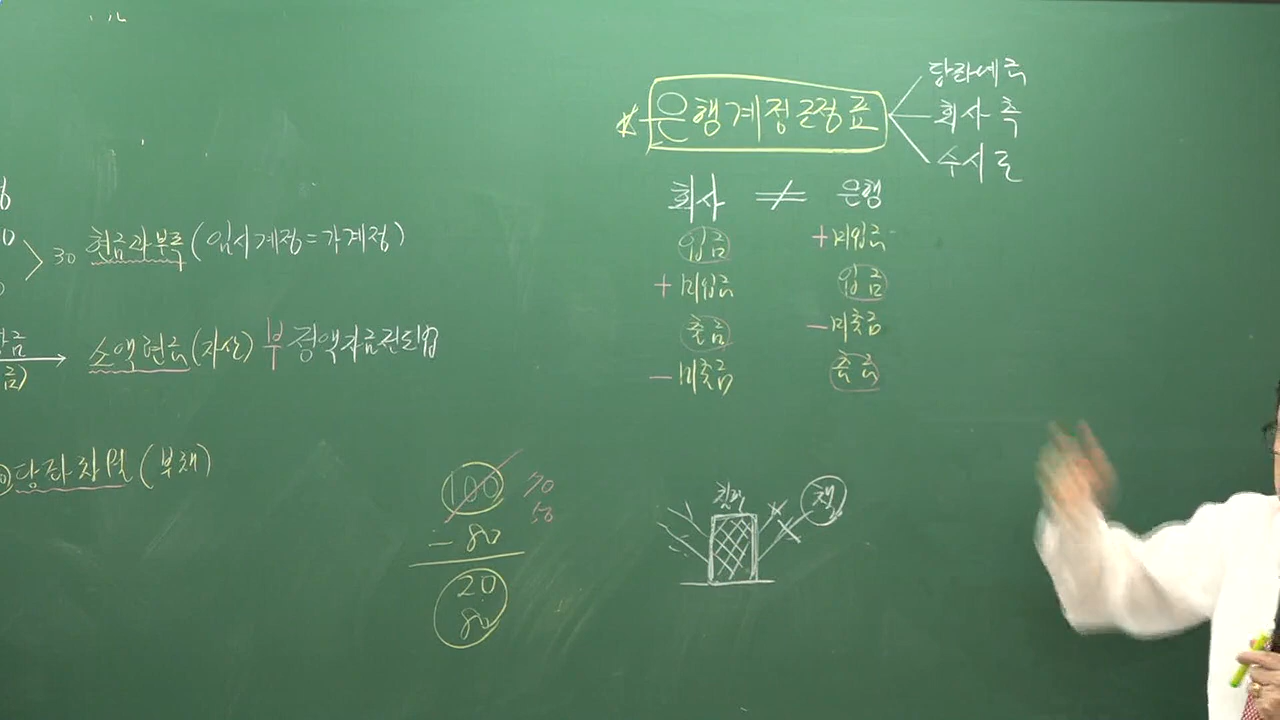 30 현금과부족(임시계정=가계정)
금
금) → 소액현금(자산) 부 정액자금전도법
당좌차월(부채)
100 70
50
-80
20
80
*은행계정조정표
당좌예금
회사 측
수시로
회사 ≠ 은행
입금 +미입금
+미입금 입금
출금 -미출금
-미출금 출금
책